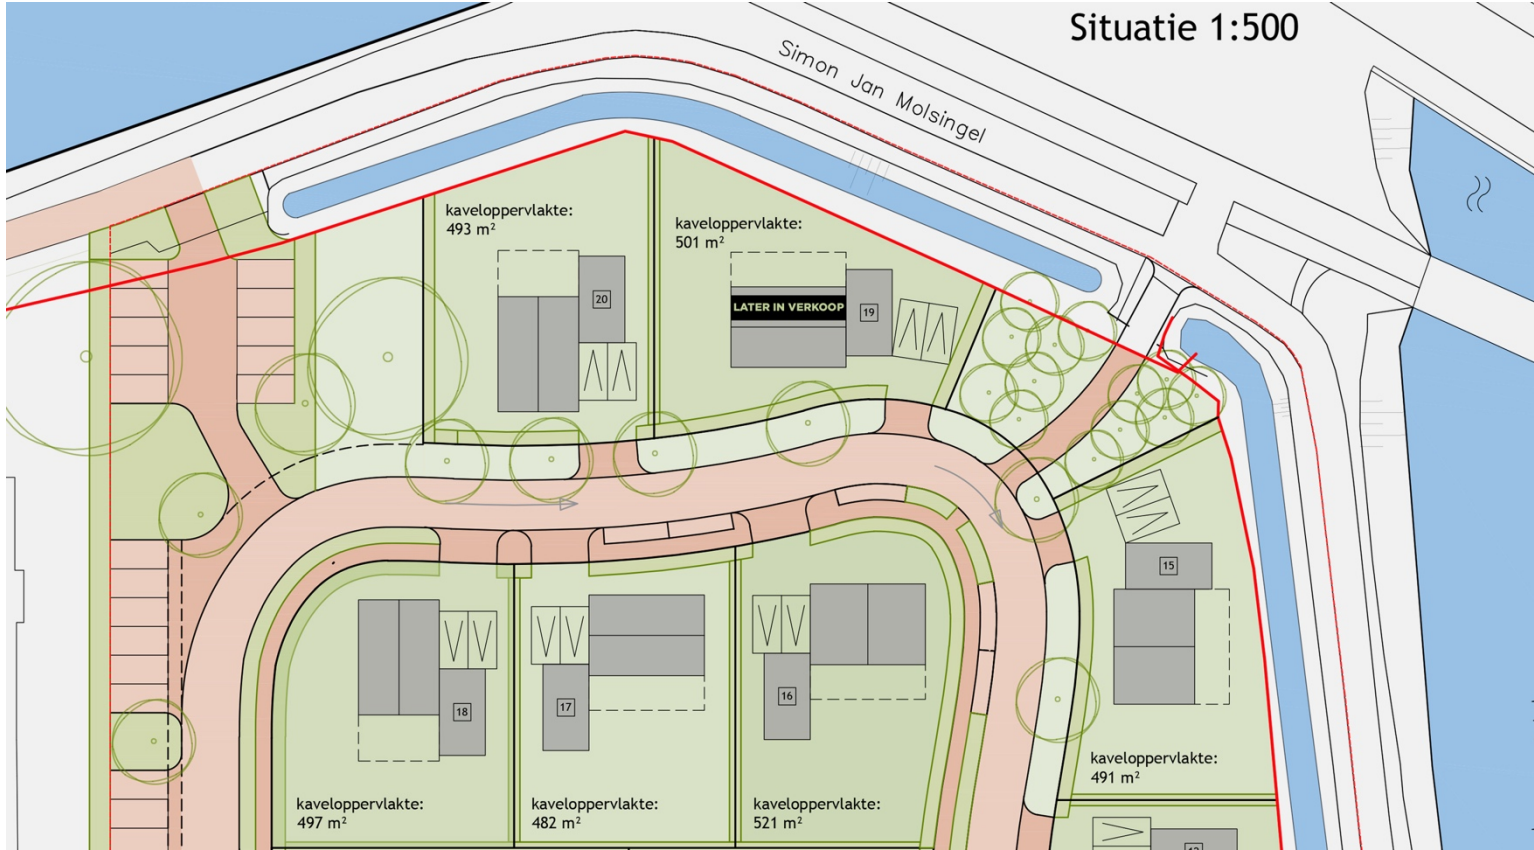 Situatie 1:500
Simon Jan Molsingel
kaveloppervlakte:
493 m²
kaveloppervlakte:
501 m²
20
LATER IN VERKOOP
19
15
18
17
16
kaveloppervlakte:
491 m²
kaveloppervlakte:
497 m²
kaveloppervlakte:
482 m²
kaveloppervlakte:
521 m²